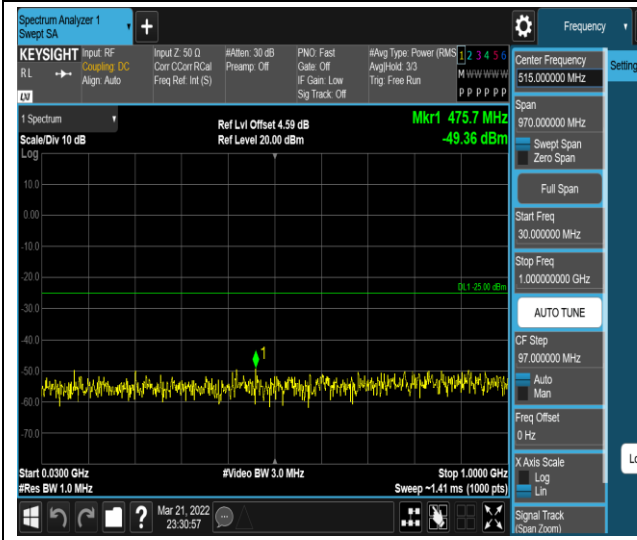 Spectrum Analyzer 1
Swept SA
+
Frequency
KEYSIGHT
RL
LXI
Input: RF
Coupling: DC
Align: Auto
Input Z: 50 Ω
Corr CCorr RCal
Freq Ref: Int (S)
#Atten: 30 dB
Preamp: Off
PNO: Fast
Gate: Off
IF Gain: Low
Sig Track: Off
#Avg Type: Power (RMS
Avg|Hold: 3/3
Trig: Free Run
1 2 3 4 5 6
M W W W W W
P P P P P P
1 Spectrum
Scale/Div 10 dB
Ref Lvl Offset 4.59 dB
Ref Level 20.00 dBm
Mkr1 475.7 MHz
-49.36 dBm
Log
10.0
0.00
-10.0
-20.0
DL1 -25.00 dBm
-30.0
-40.0
1
-50.0
-60.0
-70.0
Start 0.0300 GHz
#Res BW 1.0 MHz
#Video BW 3.0 MHz
Stop 1.0000 GHz
Sweep ~1.41 ms (1000 pts)
?
Mar 21, 2022
23:30:57
Center Frequency
515.000000 MHz
Setting
Span
970.000000 MHz
Swept Span
Zero Span
Full Span
Start Freq
30.000000 MHz
Stop Freq
1.000000000 GHz
AUTO TUNE
CF Step
97.000000 MHz
Auto
Man
Freq Offset
0 Hz
X Axis Scale
Log
Lin
Lo
Signal Track
(Span Zoom)